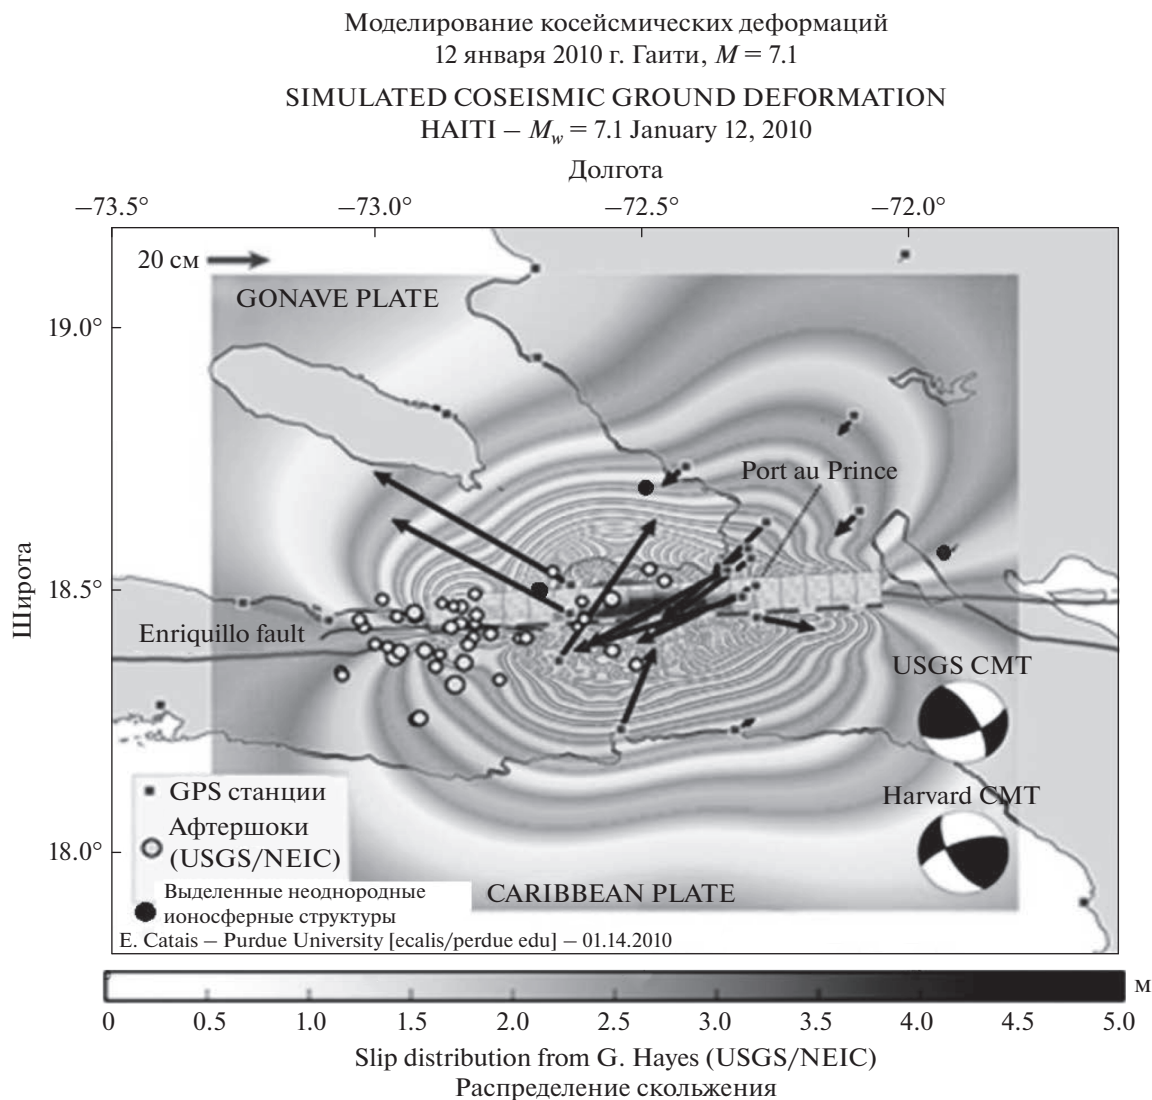 Моделирование косейсмических деформаций
12 января 2010 г. Гаити, M = 7.1
SIMULATED COSEISMIC GROUND DEFORMATION
HAITI – Mw = 7.1 January 12, 2010
Долгота
–73.5° –73.0° –72.5° –72.0°
20 см
GONAVE PLATE
19.0°
Port au Prince
Широта
18.5°
Enriquillo fault
USGS CMT
GPS станции
Harvard CMT
Афтершоки
(USGS/NEIC)
18.0°
Выделенные неоднородные
ионосферные структуры
CARIBBEAN PLATE
E. Catais – Purdue University [ecalis/perdue edu] – 01.14.2010
м
0 0.5 1.0 1.5 2.0 2.5 3.0 3.5 4.0 4.5 5.0
Slip distribution from G. Hayes (USGS/NEIC)
Распределение скольжения